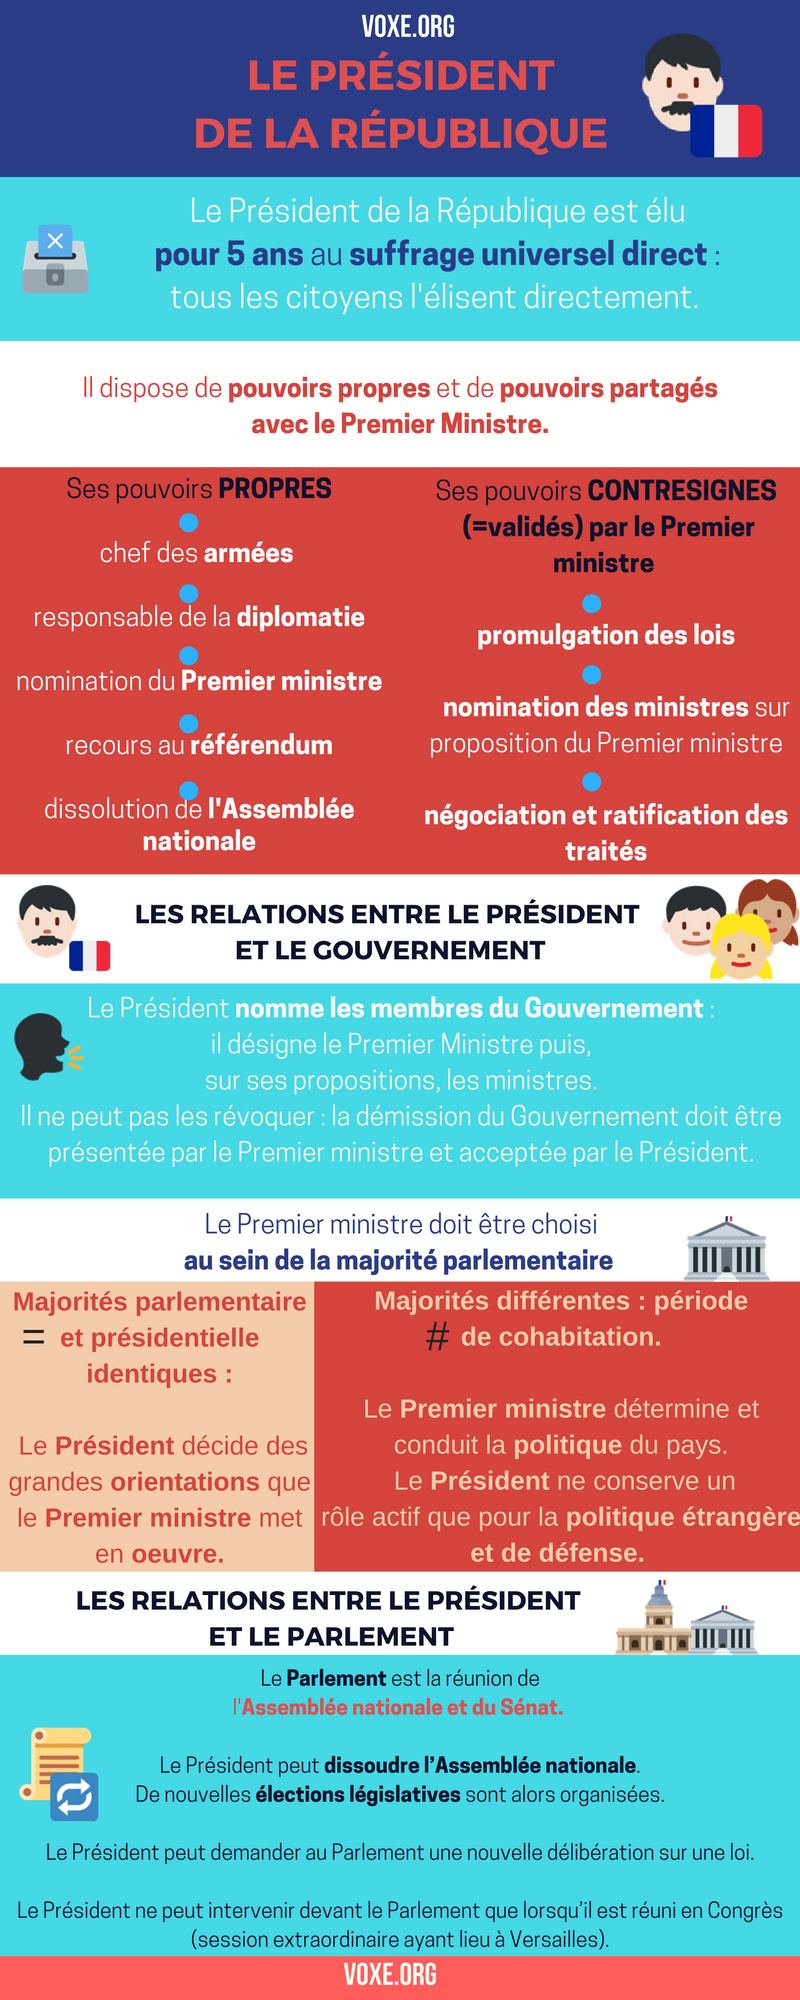 VOXE.ORG
LE PRÉSIDENT
DE LA RÉPUBLIQUE
Le Président de la République est élu
pour 5 ans au suffrage universel direct :
tous les citoyens l'élisent directement.
Il dispose de pouvoirs propres et de pouvoirs partagés
avec le Premier Ministre.
Ses pouvoirs PROPRES
chef des armées
responsable de la diplomatie
nomination du Premier ministre
recours au référendum
dissolution de l'Assemblée
nationale
Ses pouvoirs CONTRESIGNES
(=validés) par le Premier
ministre
promulgation des lois
nomination des ministres sur
proposition du Premier ministre
négociation et ratification des
traités
LES RELATIONS ENTRE LE PRÉSIDENT
ET LE GOUVERNEMENT
Le Président nomme les membres du Gouvernement :
il désigne le Premier Ministre puis,
sur ses propositions, les ministres.
Il ne peut pas les révoquer : la démission du Gouvernement doit être
présentée par le Premier ministre et acceptée par le Président.
Le Premier ministre doit être choisi
au sein de la majorité parlementaire
Majorités parlementaire
= et présidentielle
identiques :
Le Président décide des
grandes orientations que
le Premier ministre met
en oeuvre.
Majorités différentes : période
# de cohabitation.
Le Premier ministre détermine et
conduit la politique du pays.
Le Président ne conserve un
rôle actif que pour la politique étrangère
et de défense.
LES RELATIONS ENTRE LE PRÉSIDENT
ET LE PARLEMENT
Le Parlement est la réunion de
l'Assemblée nationale et du Sénat.
Le Président peut dissoudre l’Assemblée nationale.
De nouvelles élections législatives sont alors organisées.
Le Président peut demander au Parlement une nouvelle délibération sur une loi.
Le Président ne peut intervenir devant le Parlement que lorsqu’il est réuni en Congrès
(session extraordinaire ayant lieu à Versailles).
VOXE.ORG